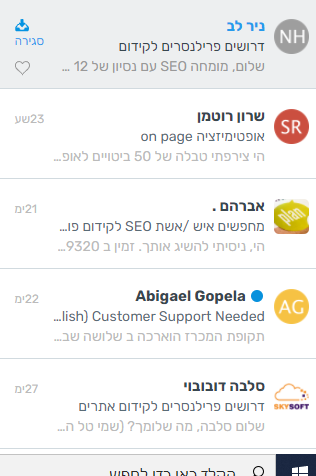 ניר לב
סגירה
NH
דרושים פרילנסרים לקידום
שלום, מומחה SEO עם נסיון של 12 ...
שרון רוטמן
23שע
SR
אופטימיזציה on page
הי צירפתי טבלה של 50 ביטויים לאופ...
אברהם .
21ימ
plan
מחפשים איש /אשת SEO לקידום פו...
הי, ניסיתי להשיג אותך. זמין ב 9320...
Abigael Gopela
22ימ
AG
...lish) Customer Support Needed
תקופת המכרז הוארכה ב שלושה שב...
סלבה דובובוי
27ימ
SKYSOFT
דרושים פרילנסרים לקידום אתרים
שלום סלבה, מה שלומך? (שמי טל ה...
הקלד כאן כדי לחפש